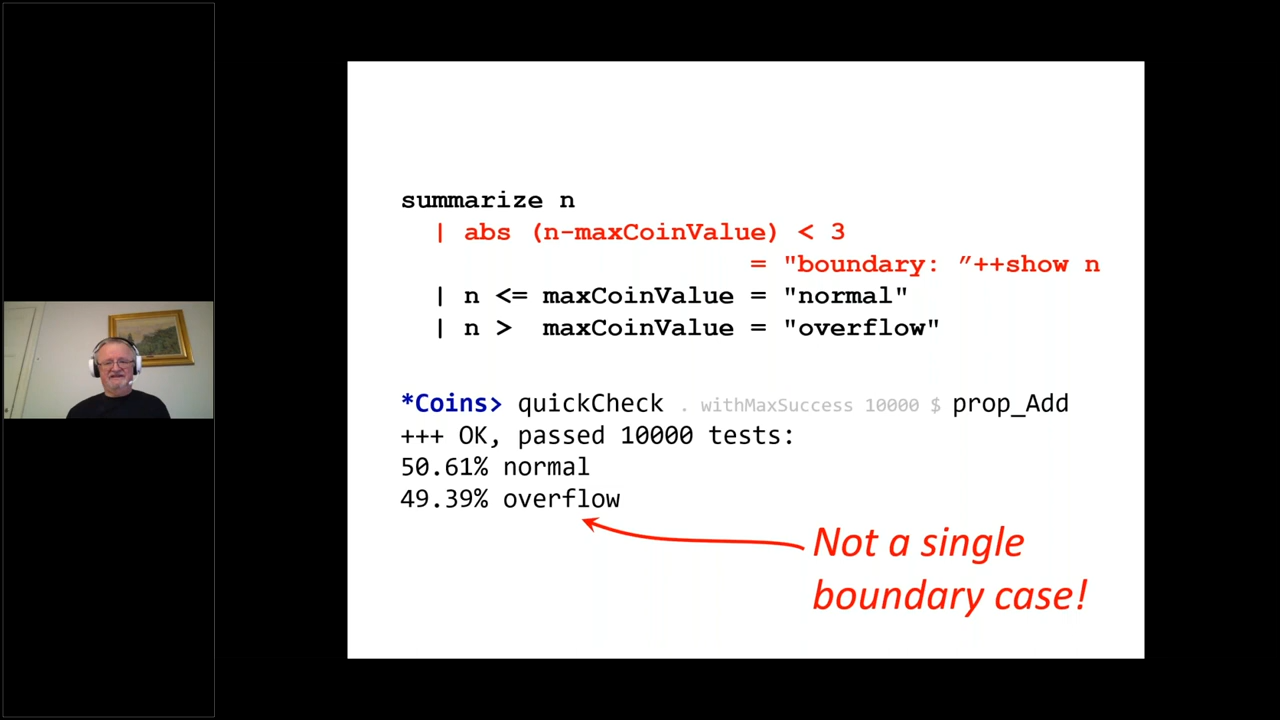 summarize n
| abs (n-maxCoinValue) < 3
= "boundary: ”++show n
| n <= maxCoinValue = "normal"
| n >  maxCoinValue = "overflow"
*Coins> quickCheck . withMaxSuccess 10000 $ prop_Add
+++ OK, passed 10000 tests:
50.61% normal
49.39% overflow
Not a single
boundary case!